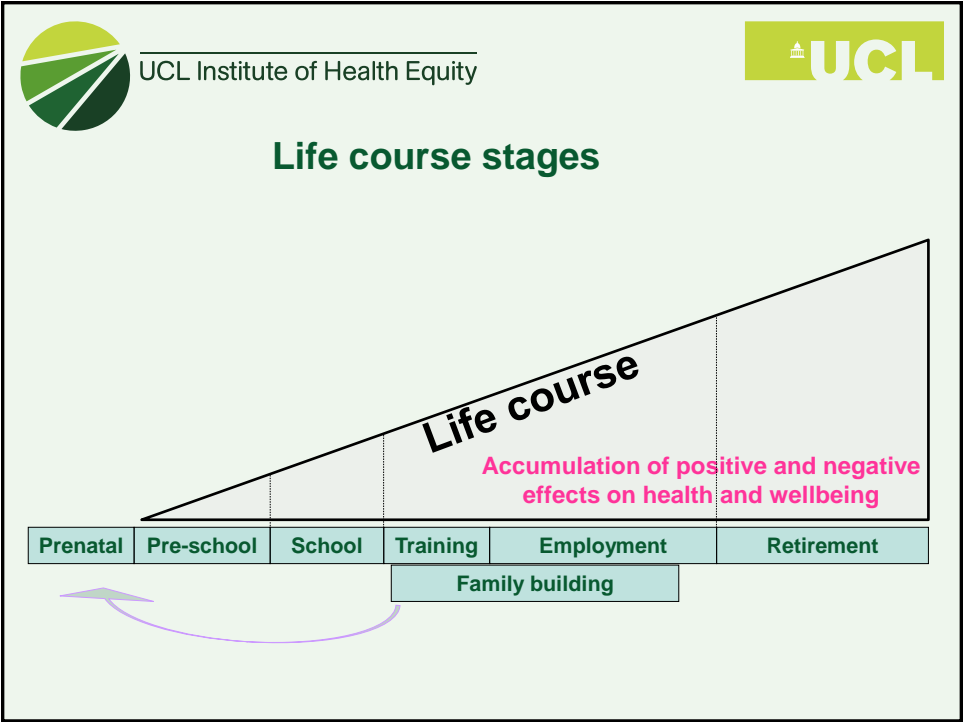 UCL Institute of Health Equity
UCL
Life course stages
Life course
Accumulation of positive and negative
effects on health and wellbeing
Prenatal Pre-school School Training Employment Retirement
Family building